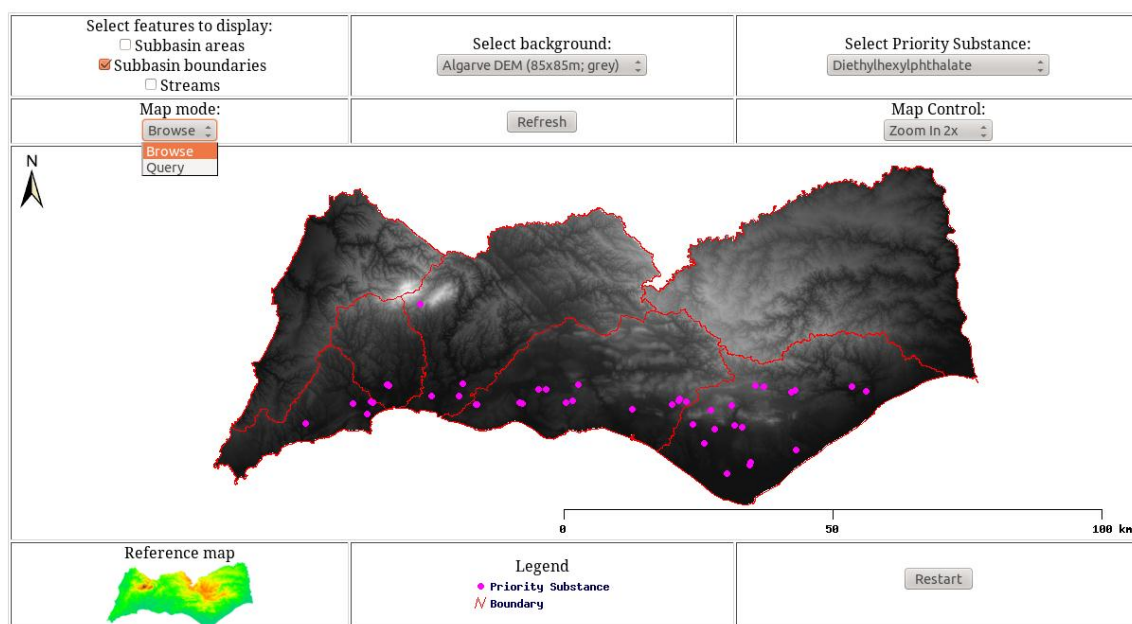 Select features to display:
Subbasin areas
Subbasin boundaries
Streams
Select background:
Algarve DEM (85x85m; grey)
Select Priority Substance:
Diethylhexylphthalate
Map mode:
Browse
Browse
Query
Refresh
Map Control:
Zoom In 2x
N
0 50 100 km
Reference map
Legend
Priority Substance
Boundary
Restart